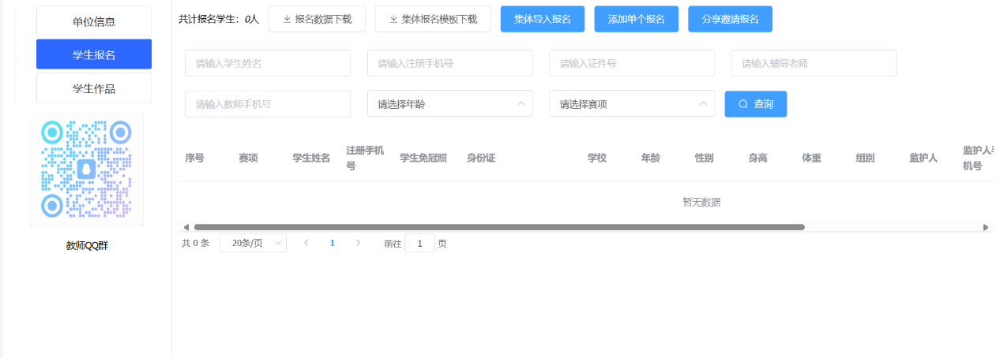 单位信息
学生报名
学生作品
教师QQ群
共计报名学生：0人
报名数据下载
集体报名模板下载
集体导入报名
添加单个报名
分享邀请报名
请输入学生姓名
请输入注册手机号
请输入证件号
请输入辅导老师
请输入教师手机号
请选择年龄
请选择赛项
查询
序号 赛项 学生姓名 注册手机号 学生免冠照 身份证 学校 年龄 性别 身高 体重 组别 监护人 监护人手机号
暂无数据
共 0 条 20条/页 1 前往 1 页